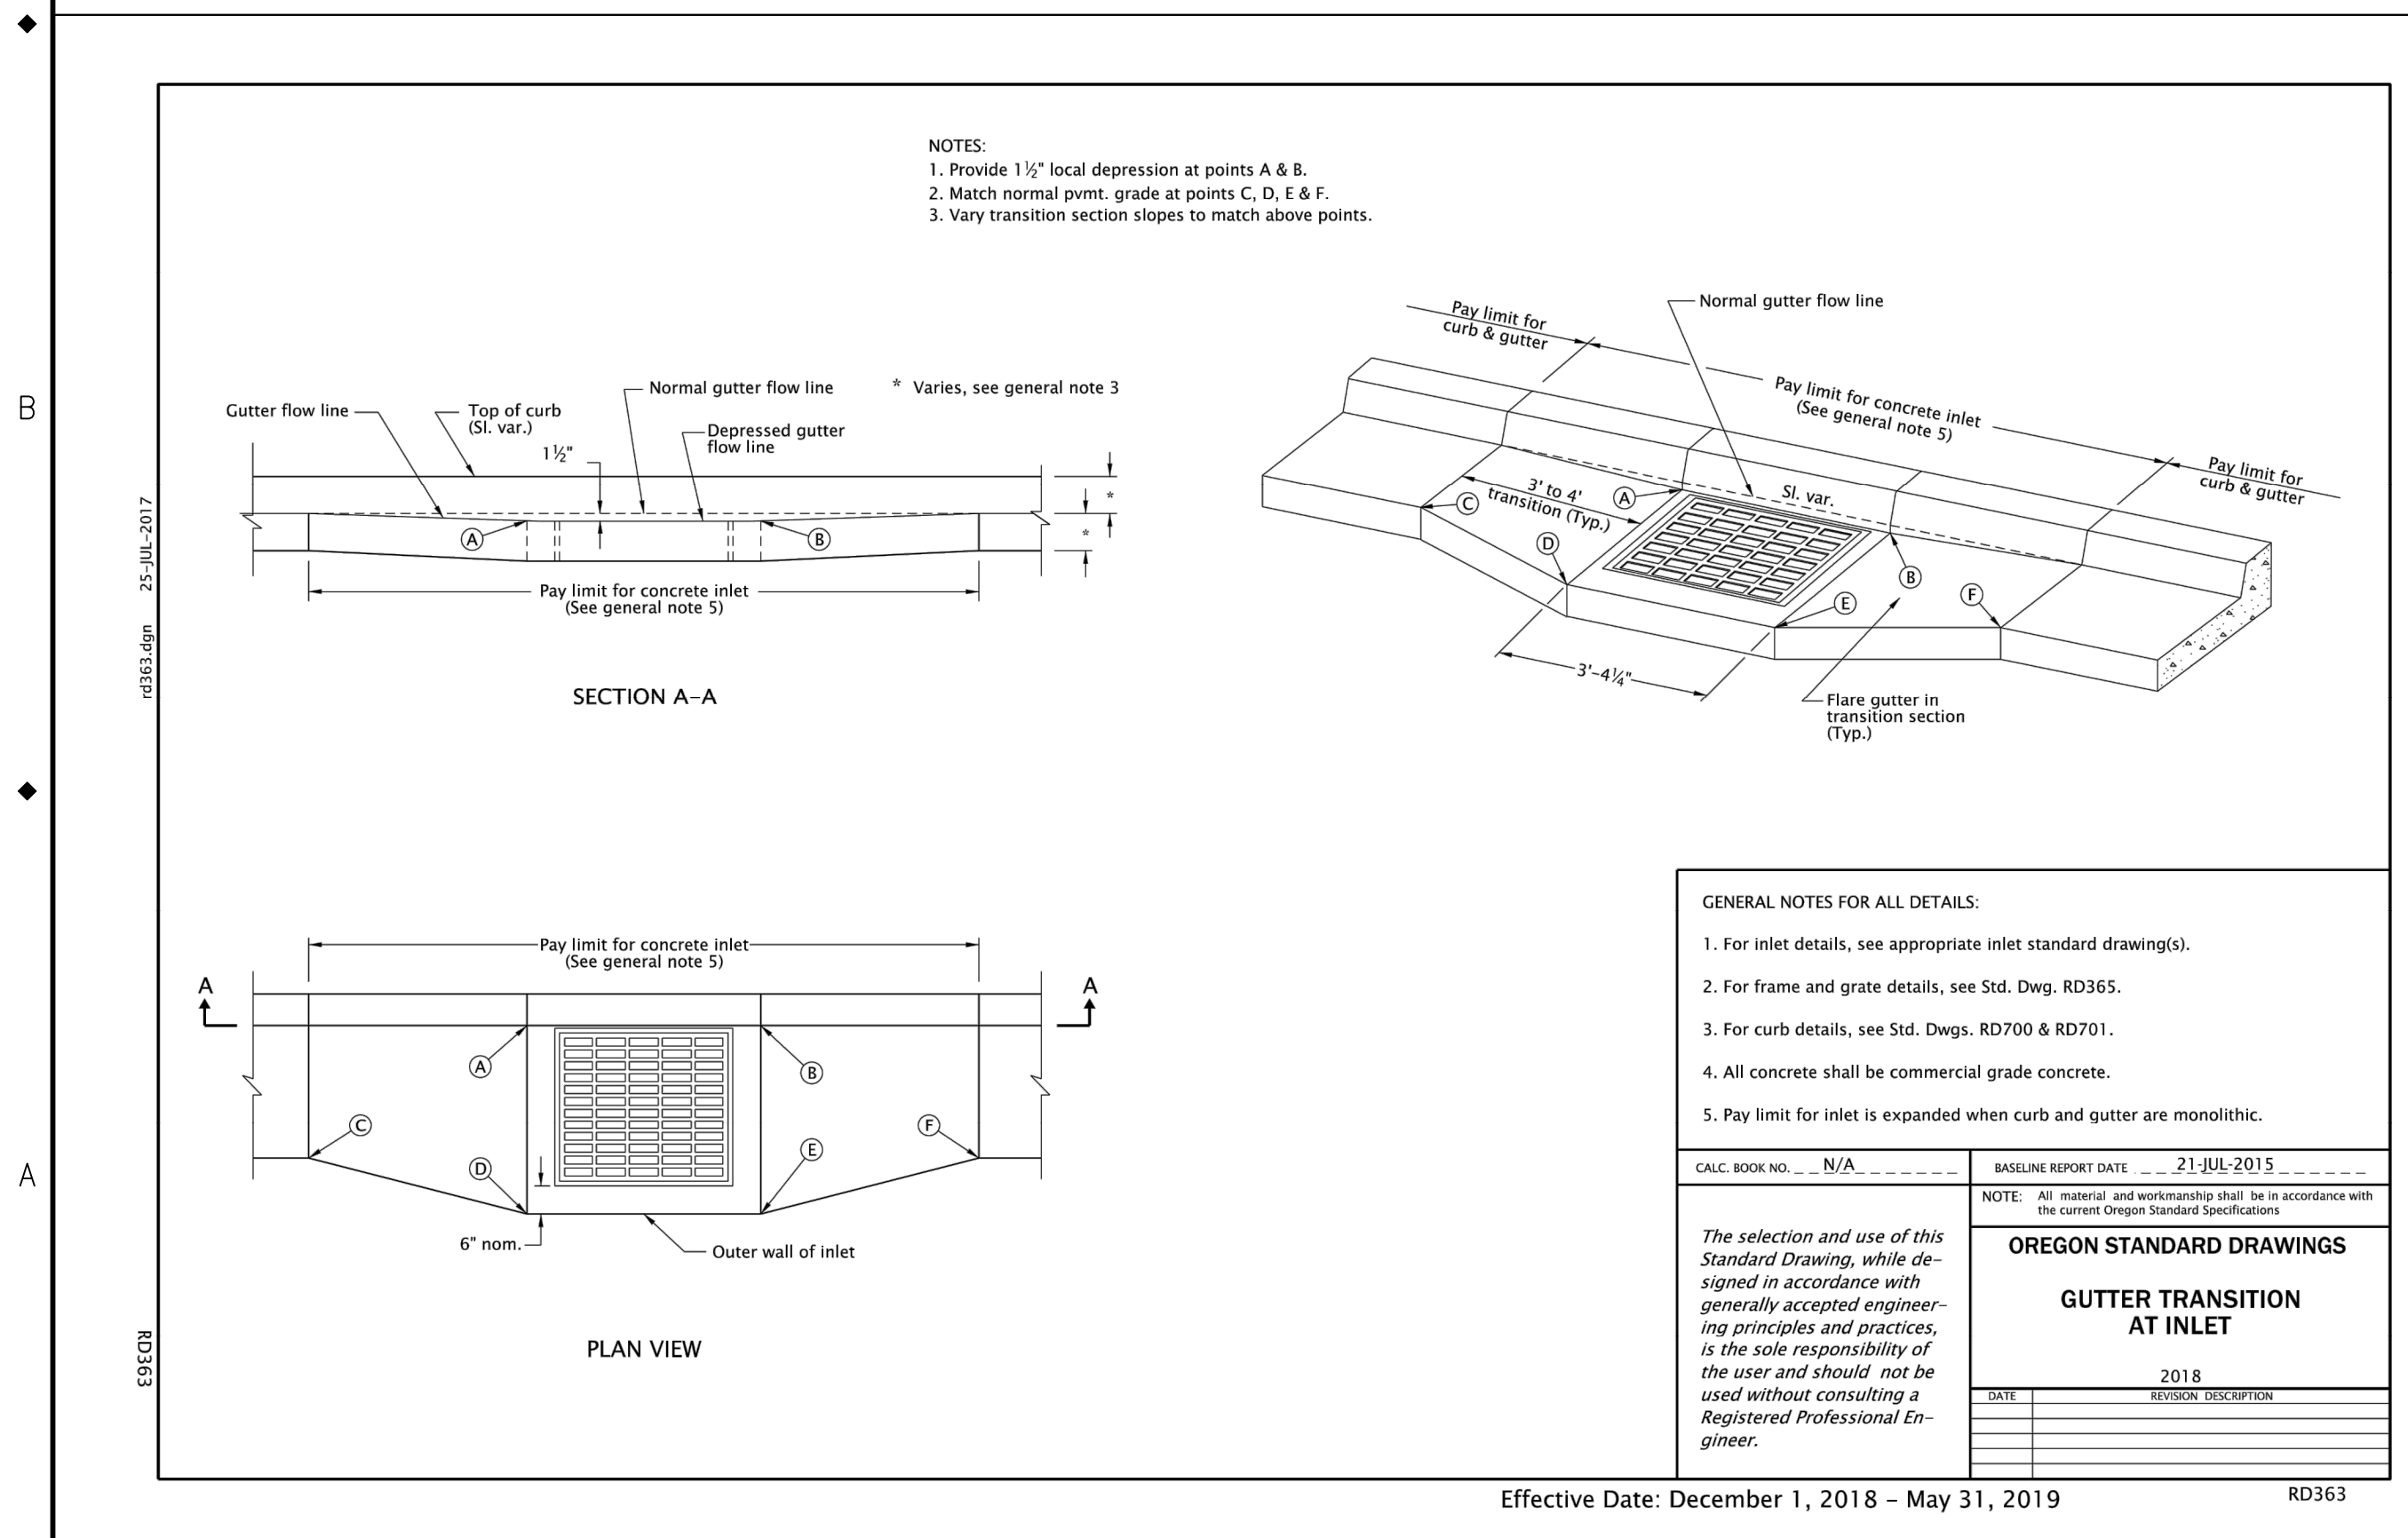 NOTES:
1. Provide 1½" local depression at points A & B.
2. Match normal pvmt. grade at points C, D, E & F.
3. Vary transition section slopes to match above points.
B
A
rd363.dgn 25-JUL-2017
RD363
Gutter flow line
Top of curb
(Sl. var.)
1½"
Normal gutter flow line
Depressed gutter
flow line
* Varies, see general note 3
*
*
A
B
Pay limit for concrete inlet
(See general note 5)
SECTION A–A
Pay limit for
curb & gutter
Normal gutter flow line
Pay limit for concrete inlet
(See general note 5)
Pay limit for
curb & gutter
3' to 4'
transition (Typ.)
Sl. var.
A
C
D
B
E
F
3'–4¼"
Flare gutter in
transition section
(Typ.)
Pay limit for concrete inlet
(See general note 5)
A
A
A
B
C
D
E
F
6" nom.
Outer wall of inlet
PLAN VIEW
GENERAL NOTES FOR ALL DETAILS:
1. For inlet details, see appropriate inlet standard drawing(s).
2. For frame and grate details, see Std. Dwg. RD365.
3. For curb details, see Std. Dwgs. RD700 & RD701.
4. All concrete shall be commercial grade concrete.
5. Pay limit for inlet is expanded when curb and gutter are monolithic.
CALC. BOOK NO. N/A
BASELINE REPORT DATE 21-JUL-2015
NOTE: All material and workmanship shall be in accordance with
the current Oregon Standard Specifications
The selection and use of this
Standard Drawing, while de–
signed in accordance with
generally accepted engineer–
ing principles and practices,
is the sole responsibility of
the user and should not be
used without consulting a
Registered Professional En–
gineer.
OREGON STANDARD DRAWINGS
GUTTER TRANSITION
AT INLET
2018
DATE REVISION DESCRIPTION
Effective Date: December 1, 2018 – May 31, 2019
RD363